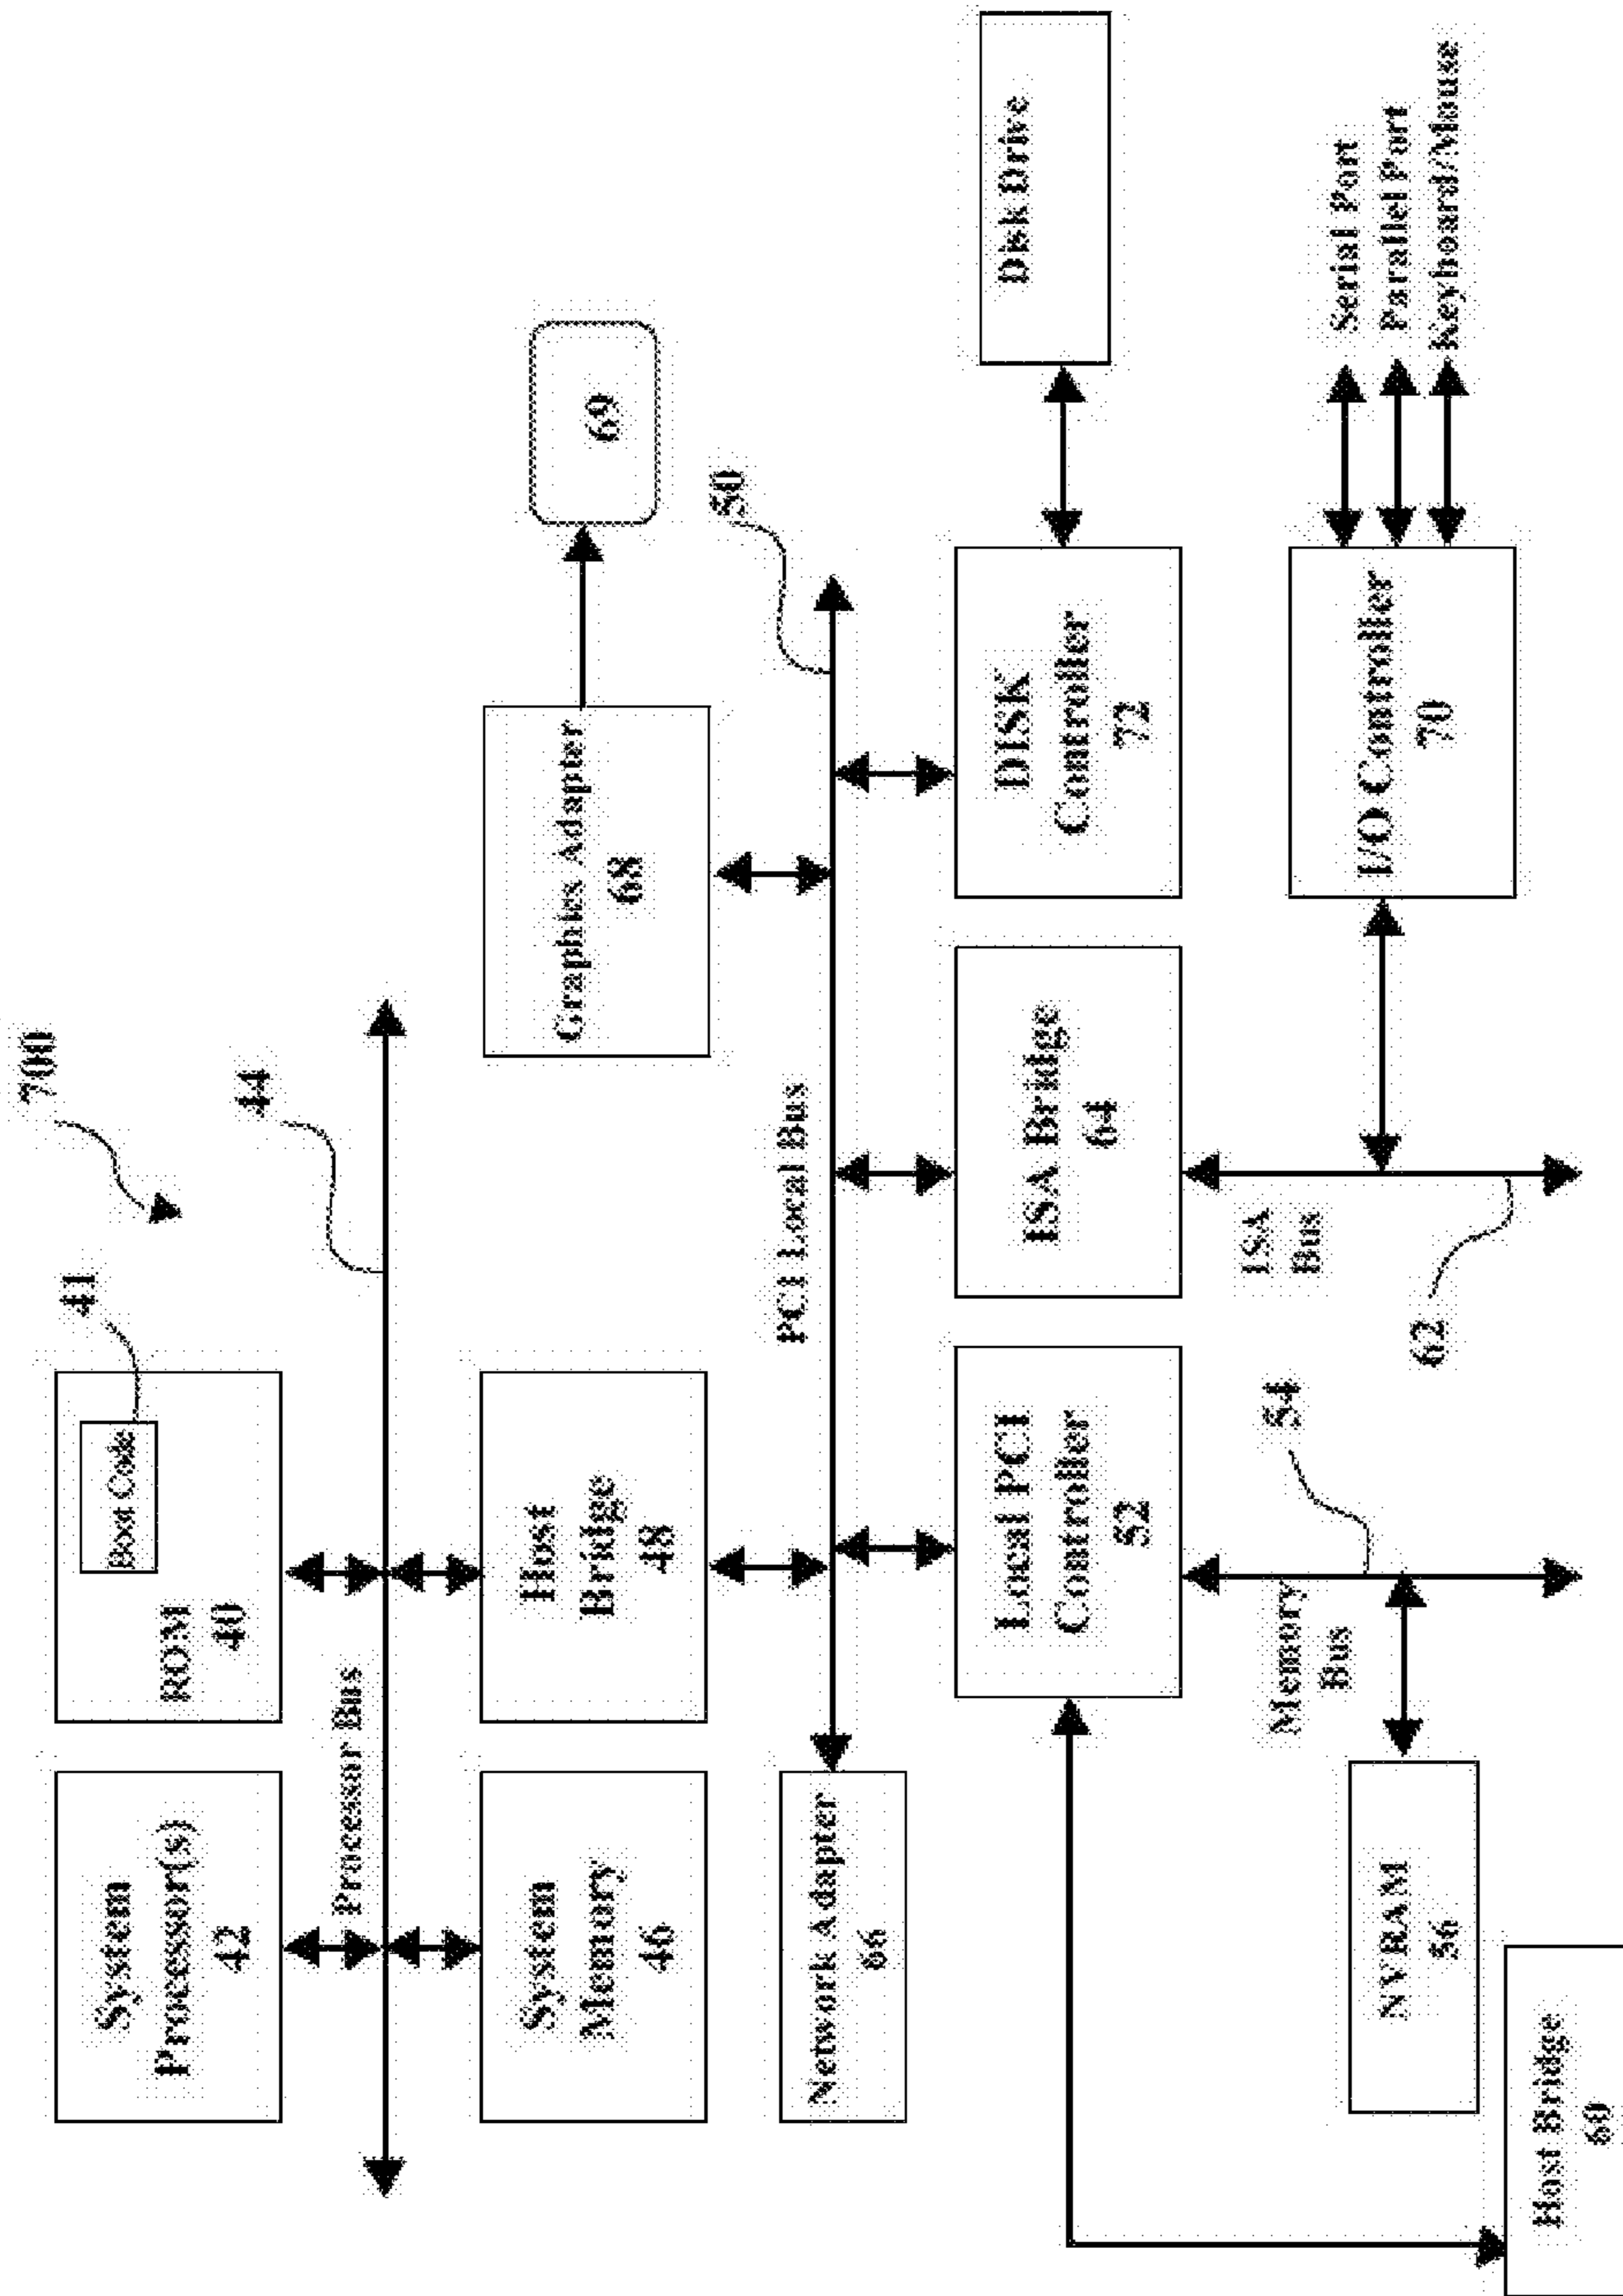 700
41
44
System
Processor(s)
42
Boot Code
ROM
40
Processor Bus
System
Memory
46
Host
Bridge
48
Graphics Adapter
68
69
50
PCI Local Bus
Network Adapter
66
Local PCI
Controller
52
ISA Bridge
64
DISK
Controller
72
Disk Drive
Memory
Bus
54
ISA
Bus
62
I/O Controller
70
Serial Port
Parallel Port
Keyboard/Mouse
NVRAM
56
Host Bridge
60